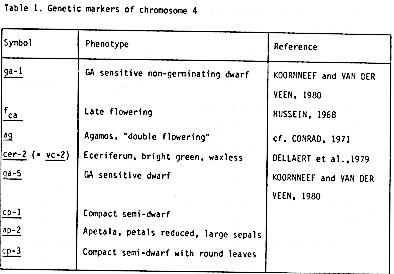 Table 1. Genetic markers of chromosome 4
Symbol Phenotype Reference
ga-1 GA sensitive non-germinating dwarf KOORNNEEF and VAN DER
VEEN, 1980
fca Late flowering HUSSEIN, 1968
ag Agamos, "double flowering" cf. CONRAD, 1971
cer-2 (= vc-2) Eceriferum, bright green, waxless DELLAERT et al.,1979
ga-5 GA sensitive dwarf KOORNNEEF and VAN DER
VEEN, 1980
cp-1 Compact semi-dwarf
ap-2 Apetala, petals reduced, large sepals
cp-3 Compact semi-dwarf with round leaves